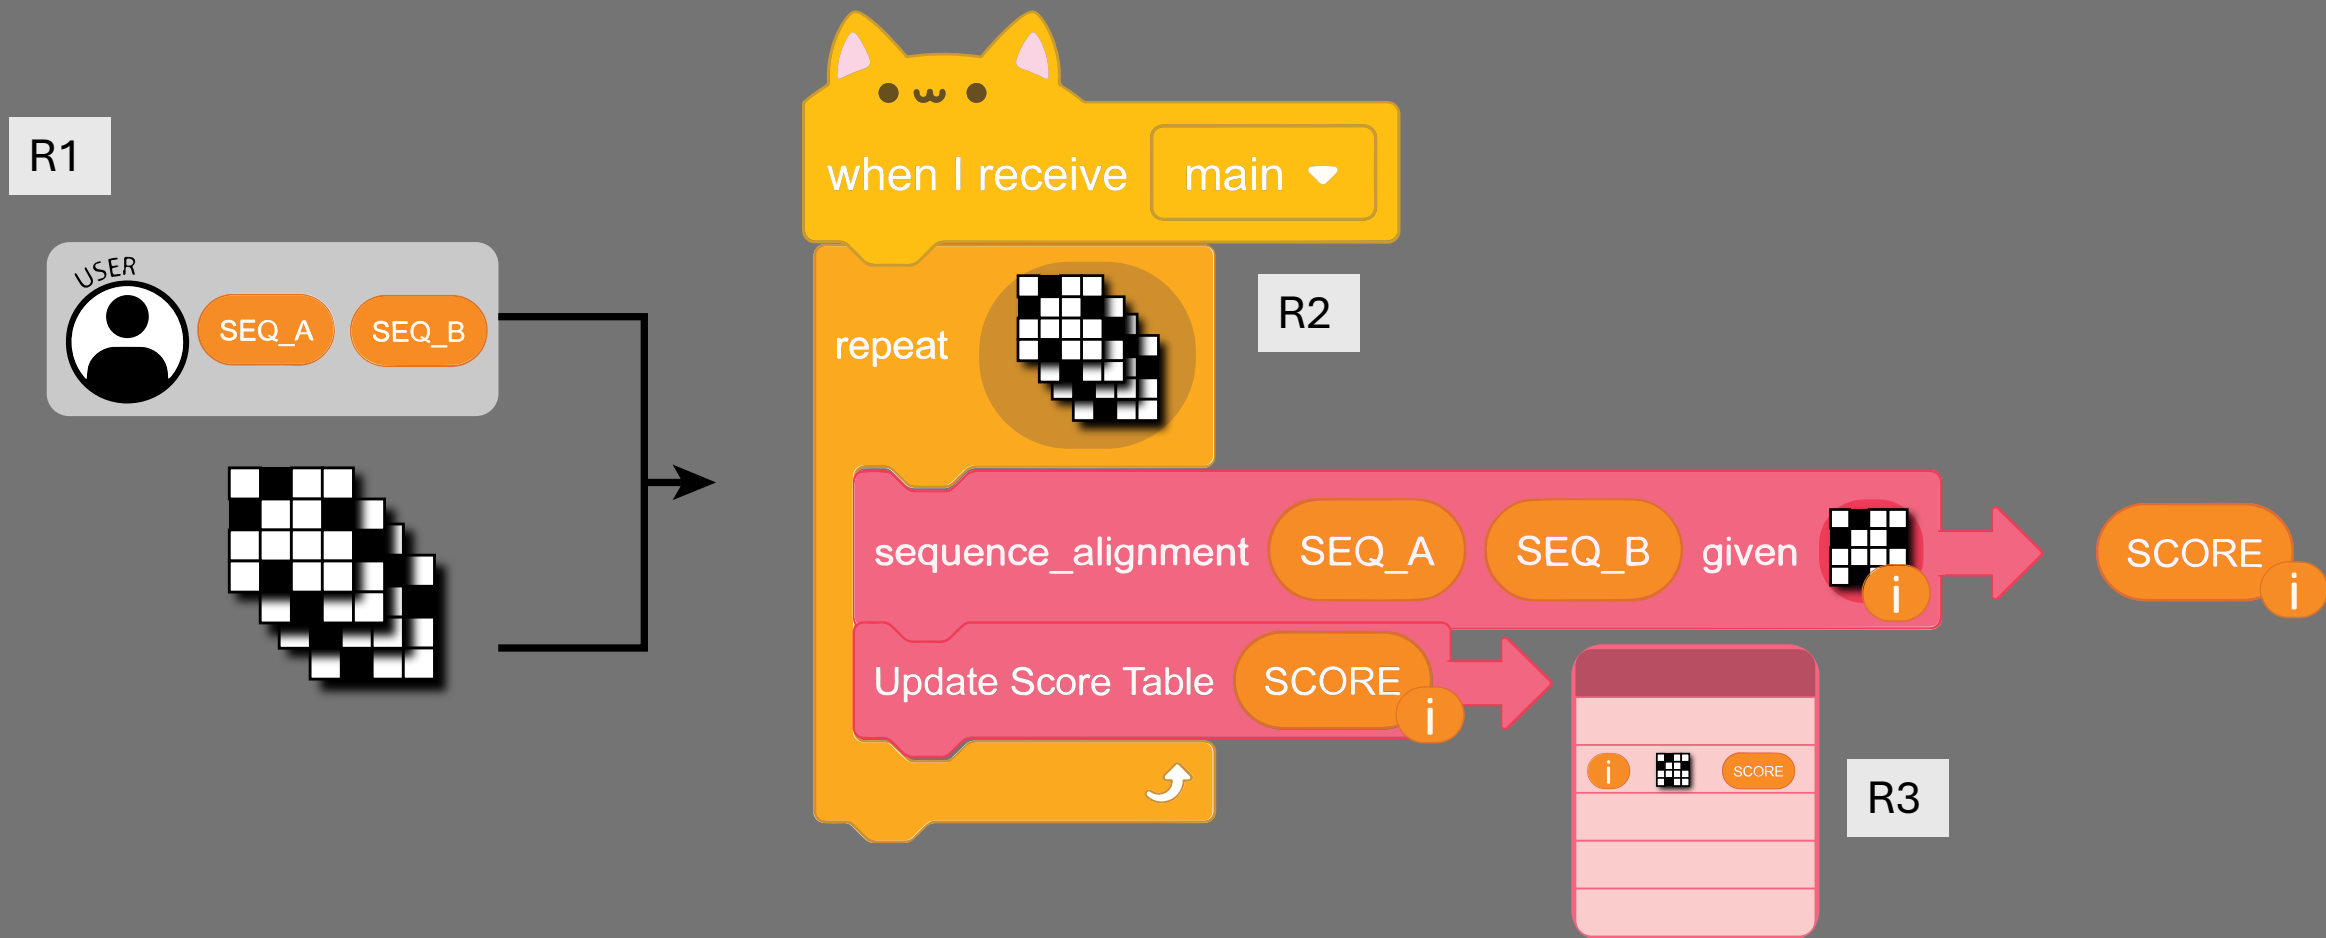 R1
USER
SEQ_A SEQ_B
when I receive main
repeat
R2
sequence_alignment SEQ_A SEQ_B given i
SCORE i
Update Score Table SCORE i
i SCORE
R3